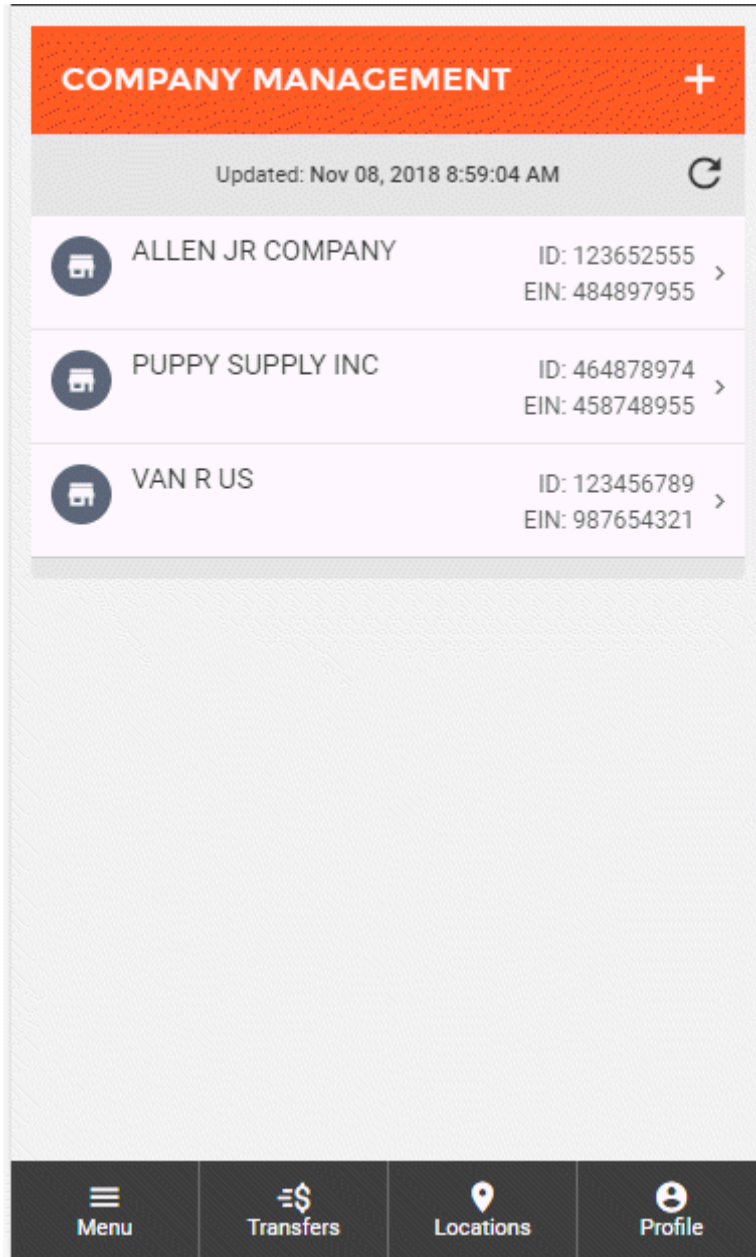 COMPANY MANAGEMENT +
Updated: Nov 08, 2018 8:59:04 AM
ALLEN JR COMPANY
ID: 123652555
EIN: 484897955
PUPPY SUPPLY INC
ID: 464878974
EIN: 458748955
VAN R US
ID: 123456789
EIN: 987654321
Menu
Transfers
Locations
Profile